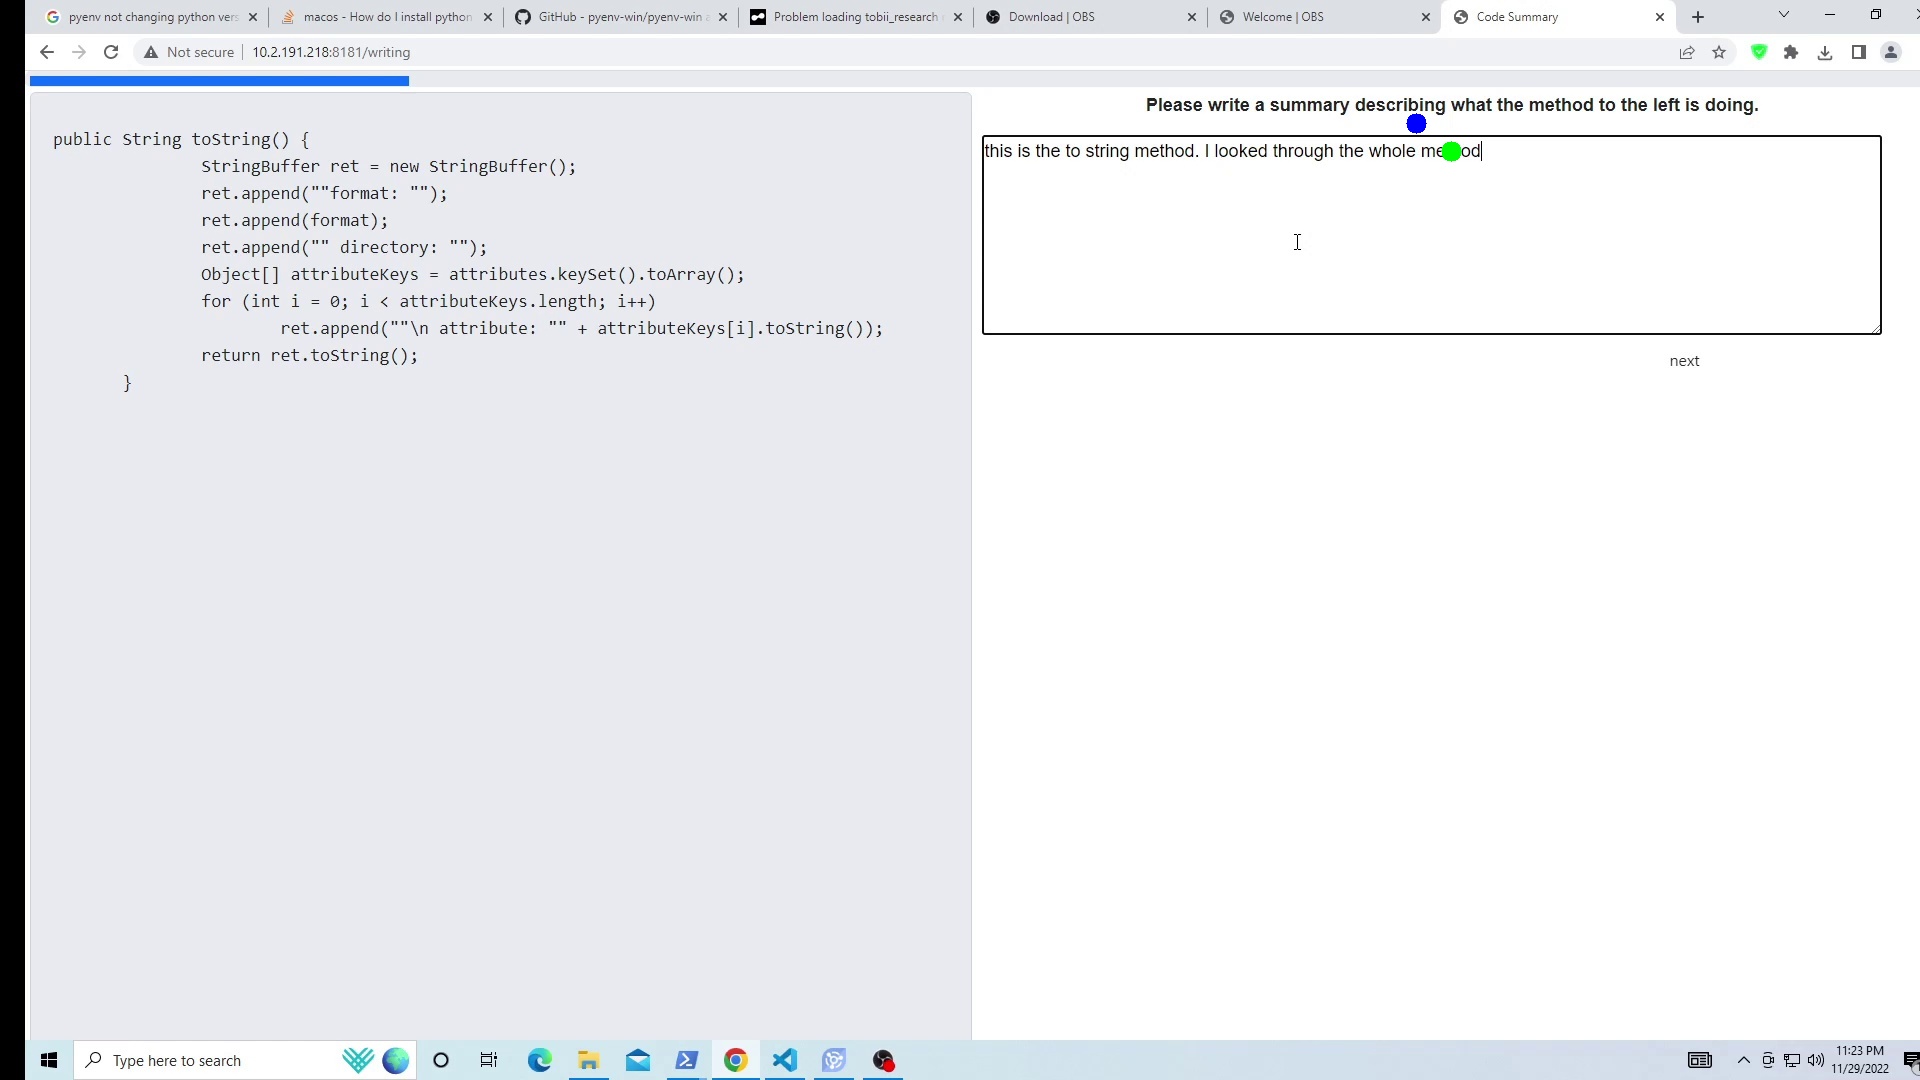 pyenv not changing python vers
macos - How do I install python
GitHub - pyenv-win/pyenv-win a
Problem loading tobii_research
Download | OBS
Welcome | OBS
Code Summary
Not secure
10.2.191.218:8181/writing
public String toString() {
StringBuffer ret = new StringBuffer();
ret.append(""format: "");
ret.append(format);
ret.append("" directory: "");
Object[] attributeKeys = attributes.keySet().toArray();
for (int i = 0; i < attributeKeys.length; i++)
ret.append(""\n attribute: "" + attributeKeys[i].toString());
return ret.toString();
}
Please write a summary describing what the method to the left is doing.
this is the to string method. I looked through the whole
next
Type here to search
11:23 PM
11/29/2022